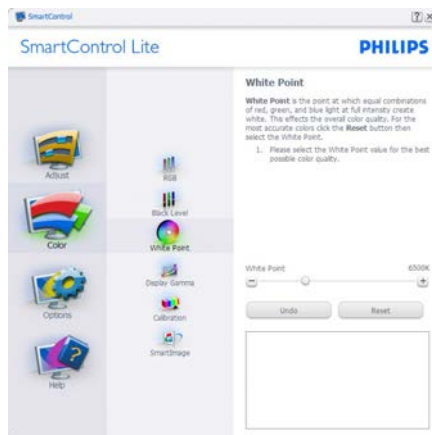 SmartControl
SmartControl Lite
PHILIPS
Adjust
Color
Options
Help
RGB
Black Level
White Point
Display Gamma
Calibration
SmartImage
White Point
White Point is the point at which equal combinations
of red, green, and blue light at full intensity create
white. This effects the overall color quality. For the
most accurate colors click the Reset button then
select the White Point.
1. Please select the White Point value for the best
possible color quality.
White Point 6500K
Undo Reset